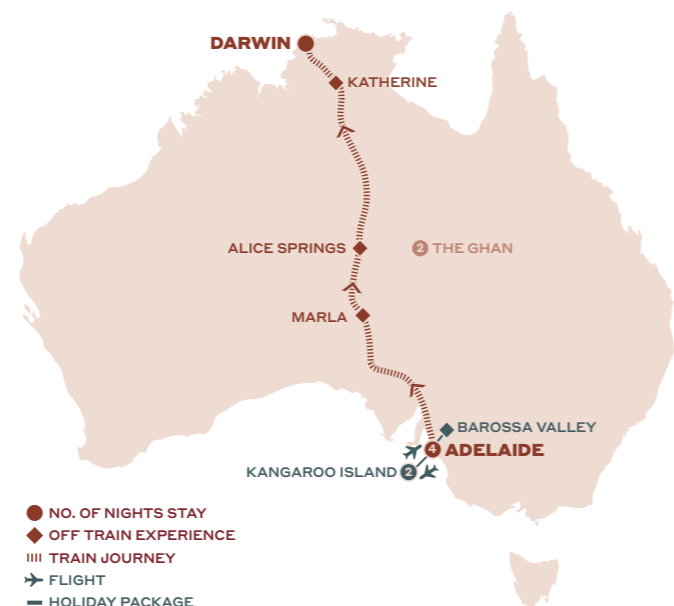 DARWIN
KATHERINE
ALICE SPRINGS
2 THE GHAN
MARLA
BAROSSA VALLEY
4 ADELAIDE
KANGAROO ISLAND 2
NO. OF NIGHTS STAY
OFF TRAIN EXPERIENCE
TRAIN JOURNEY
FLIGHT
HOLIDAY PACKAGE